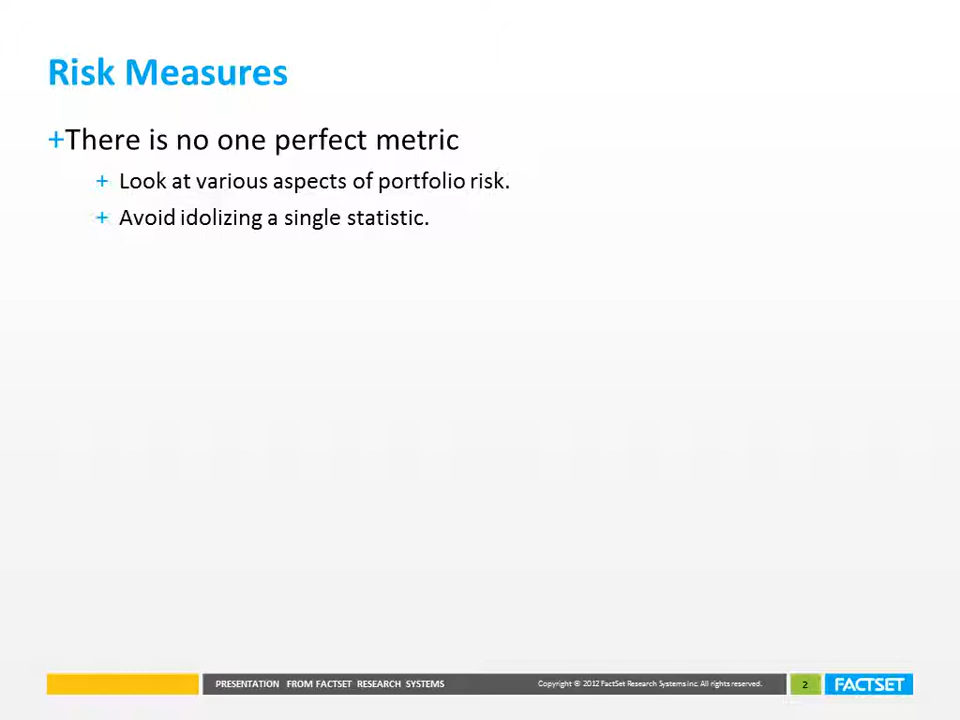 Risk Measures
+There is no one perfect metric
+ Look at various aspects of portfolio risk.
+ Avoid idolizing a single statistic.
PRESENTATION FROM FACTSET RESEARCH SYSTEMS Copyright © 2012 FactSet Research Systems Inc. All rights reserved. 2 FACTSET